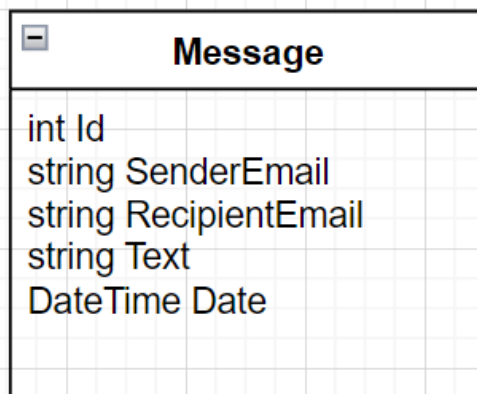 Message
int Id
string SenderEmail
string RecipientEmail
string Text
DateTime Date